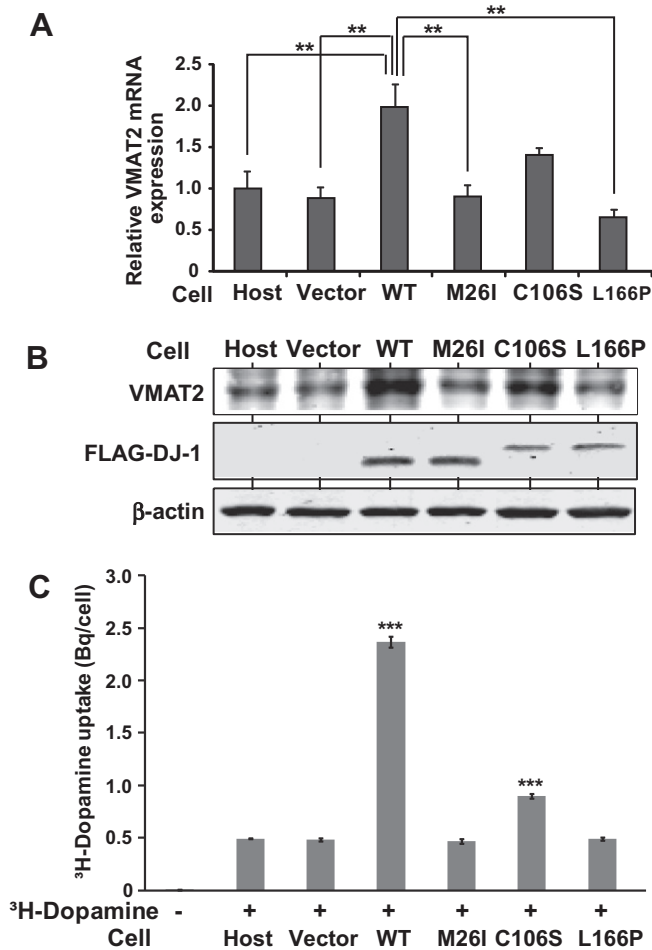 A
**
**
**
**
Relative VMAT2 mRNA
expression
2.5
2.0
1.5
1.0
0.5
0
Cell Host Vector WT M26I C106S L166P
B
Cell Host Vector WT M26I C106S L166P
VMAT2
FLAG-DJ-1
β-actin
C
³H-Dopamine uptake (Bq/cell)
3.0
2.5
2.0
1.5
1.0
0.5
0
***
***
³H-Dopamine - + + + + + +
Cell Host Vector WT M26I C106S L166P